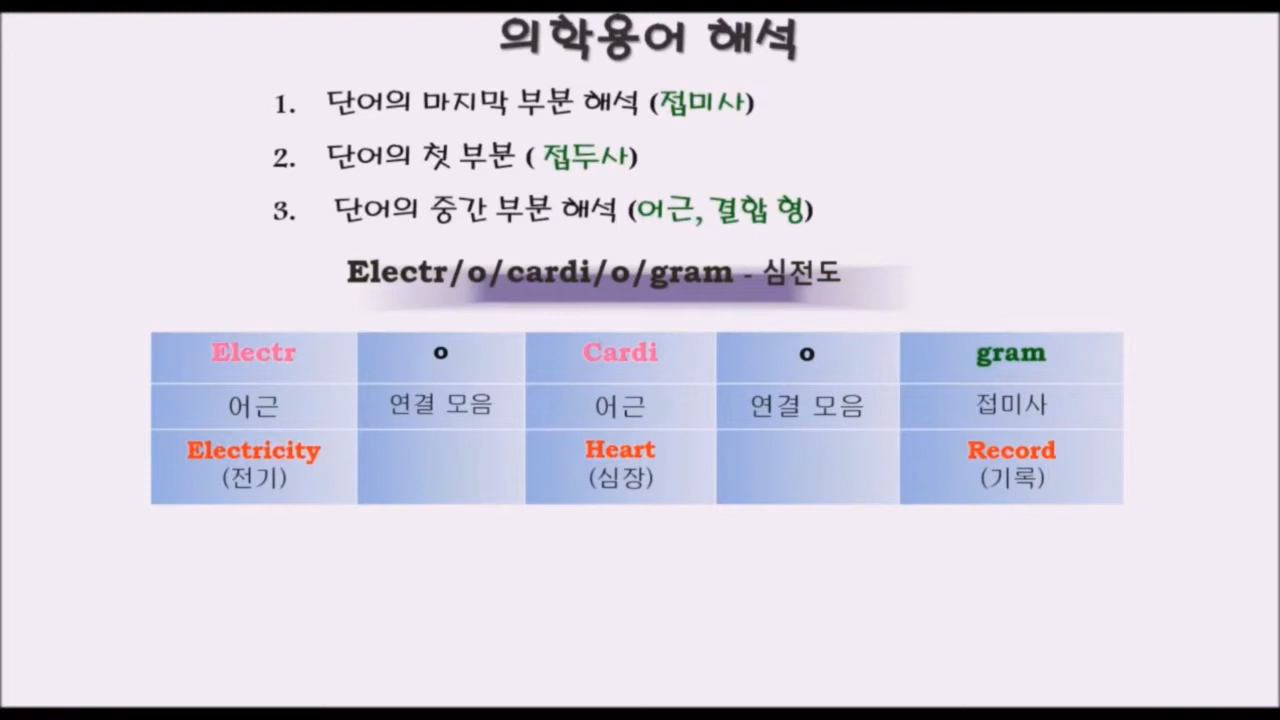 의학용어 해석
1. 단어의 마지막 부분 해석 (접미사)
2. 단어의 첫 부분 ( 접두사)
3. 단어의 중간 부분 해석 (어근, 결합 형)
Electr/o/cardi/o/gram - 심전도
Electr o Cardi o gram
어근 연결 모음 어근 연결 모음 접미사
Electricity Heart Record
(전기) (심장) (기록)